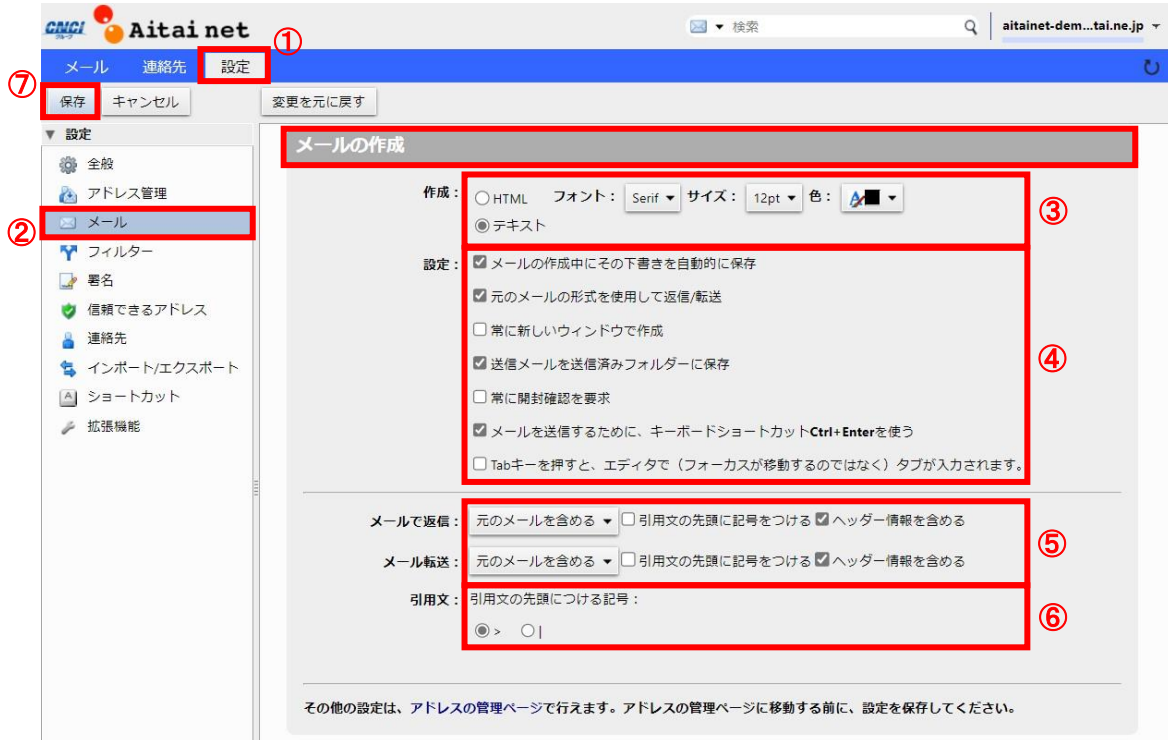 CNCI グループ Aitai net
検索
aitainet-dem...tai.ne.jp
①
メール 連絡先 設定
⑦
保存 キャンセル 変更を元に戻す
設定
全般
アドレス管理
② メール
フィルター
署名
信頼できるアドレス
連絡先
インポート/エクスポート
ショートカット
拡張機能
メールの作成
作成： HTML フォント： Serif サイズ： 12pt 色：
テキスト
③
設定： メールの作成中にその下書きを自動的に保存
元のメールの形式を使用して返信/転送
常に新しいウィンドウで作成
送信メールを送信済みフォルダーに保存
④
常に開封確認を要求
メールを送信するために、キーボードショートカットCtrl+Enterを使う
Tabキーを押すと、エディタで（フォーカスが移動するのではなく）タブが入力されます。
メールで返信： 元のメールを含める 引用文の先頭に記号をつける ヘッダー情報を含める
⑤
メール転送： 元のメールを含める 引用文の先頭に記号をつける ヘッダー情報を含める
引用文： 引用文の先頭につける記号：
⑥
> |
その他の設定は、アドレスの管理ページで行えます。アドレスの管理ページに移動する前に、設定を保存してください。